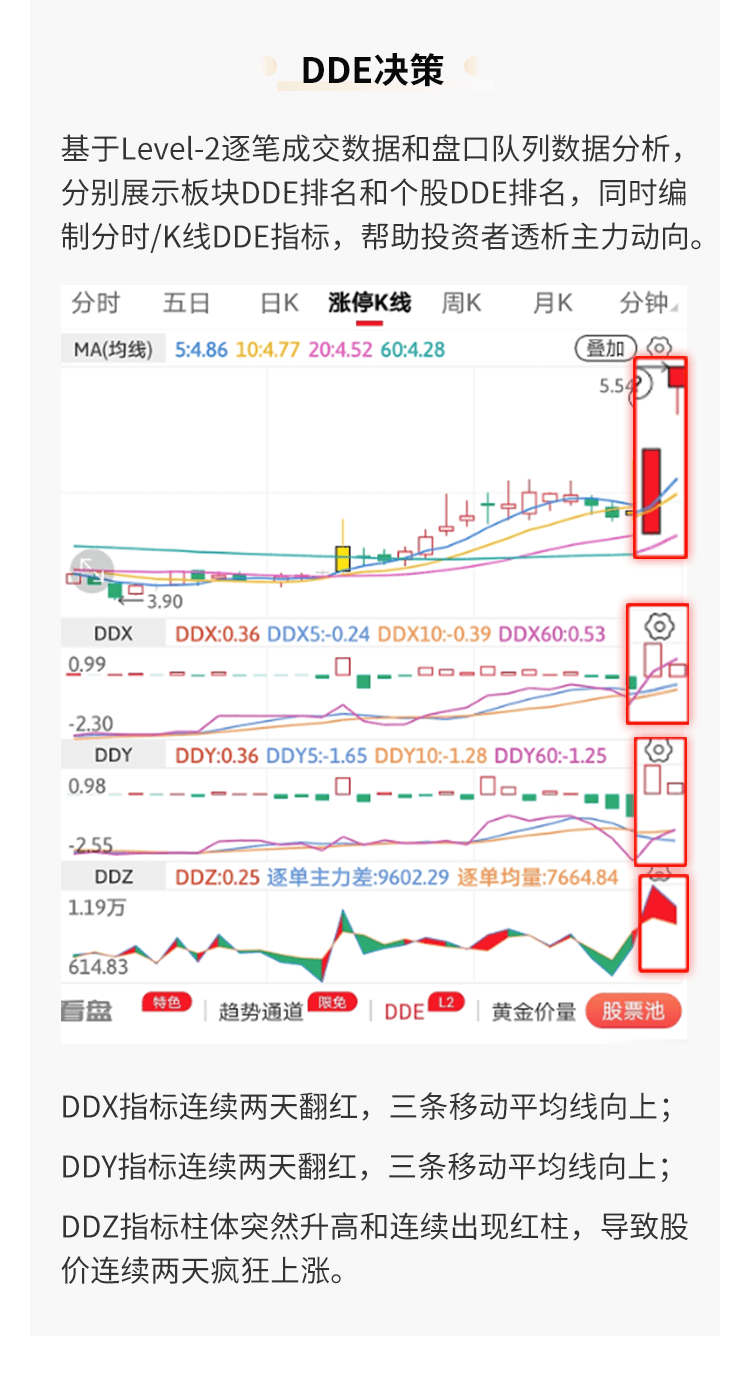 DDE决策
基于Level-2逐笔成交数据和盘口队列数据分析，
分别展示板块DDE排名和个股DDE排名，同时编
制分时/K线DDE指标，帮助投资者透析主力动向。
分时 五日 日K 涨停K线 周K 月K 分钟
MA(均线) 5:4.86 10:4.77 20:4.52 60:4.28 叠加
5.54
?
3.90
DDX DDX:0.36 DDX5:-0.24 DDX10:-0.39 DDX60:0.53
0.99
-2.30
DDY DDY:0.36 DDY5:-1.65 DDY10:-1.28 DDY60:-1.25
0.98
-2.55
DDZ DDZ:0.25 逐单主力差:9602.29 逐单均量:7664.84
1.19万
614.83
看盘 特色 趋势通道 限免 DDE L2 黄金价量 股票池
DDX指标连续两天翻红，三条移动平均线向上；
DDY指标连续两天翻红，三条移动平均线向上；
DDZ指标柱体突然升高和连续出现红柱，导致股
价连续两天疯狂上涨。